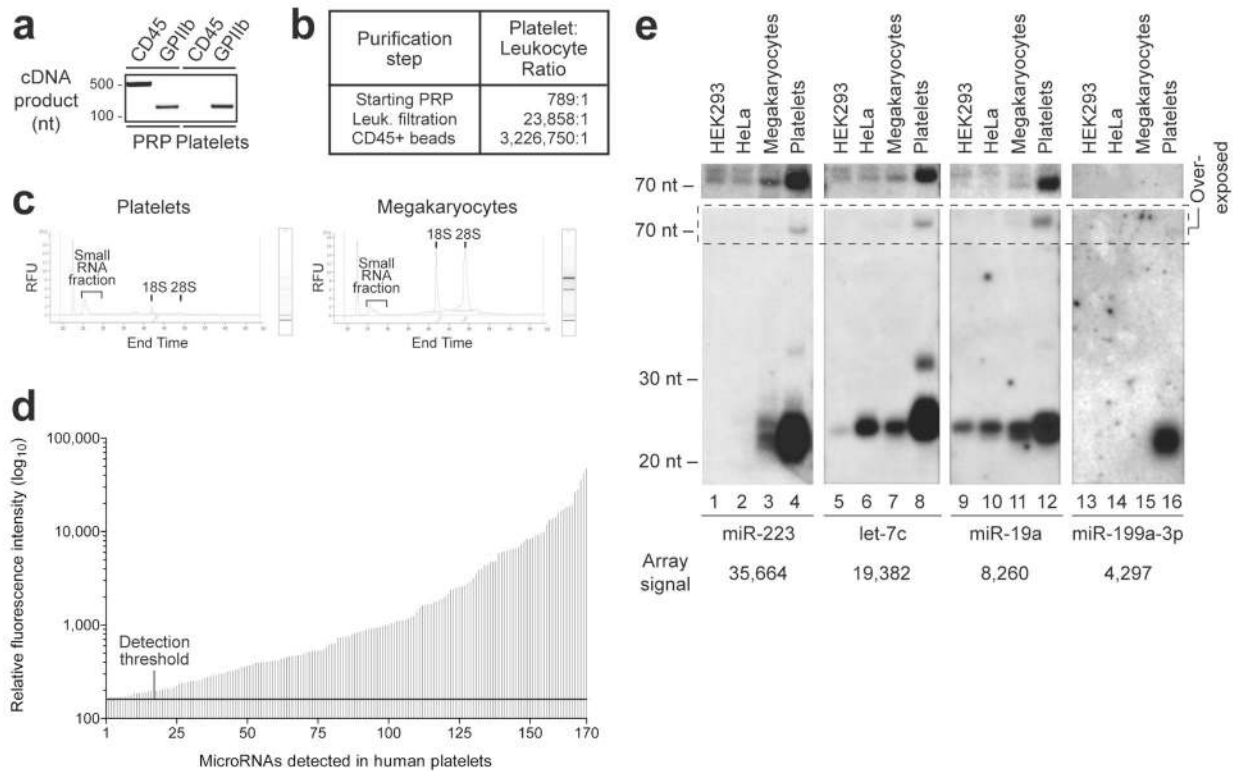 a
CD45
GPIIb
CD45
GPIIb
cDNA
product
(nt)
500 -
100 -
PRP Platelets
b
Purification
step
Platelet:
Leukocyte
Ratio
Starting PRP 789:1
Leuk. filtration 23,858:1
CD45+ beads 3,226,750:1
c
Platelets
RFU
Small
RNA
fraction
18S 28S
End Time
Megakaryocytes
RFU
Small
RNA
fraction
18S 28S
End Time
d
Relative fluorescence intensity (log10)
100,000
10,000
1,000
100
Detection
threshold
1 25 50 75 100 125 150 170
MicroRNAs detected in human platelets
e
HEK293
HeLa
Megakaryocytes
Platelets
HEK293
HeLa
Megakaryocytes
Platelets
HEK293
HeLa
Megakaryocytes
Platelets
HEK293
HeLa
Megakaryocytes
Platelets
70 nt –
70 nt –
Over-
exposed
30 nt –
20 nt –
1 2 3 4 5 6 7 8 9 10 11 12 13 14 15 16
miR-223 let-7c miR-19a miR-199a-3p
Array
signal
35,664 19,382 8,260 4,297